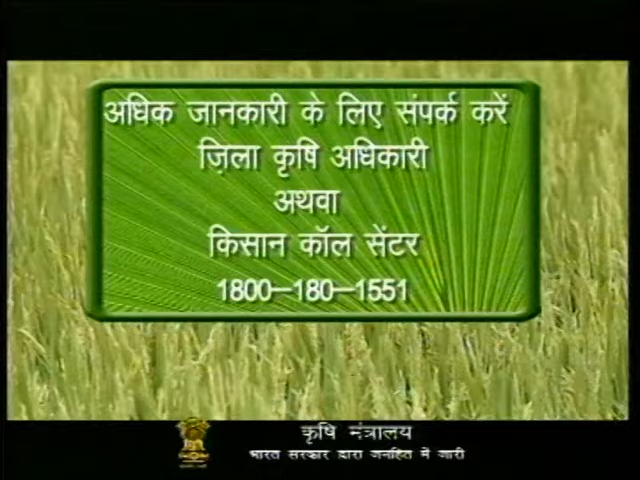 अधिक जानकारी के लिए संपर्क करें
ज़िला कृषि अधिकारी
अथवा
किसान कॉल सेंटर
1800–180–1551
कृषि मंत्रालय
भारत सरकार द्वारा जनहित में जारी